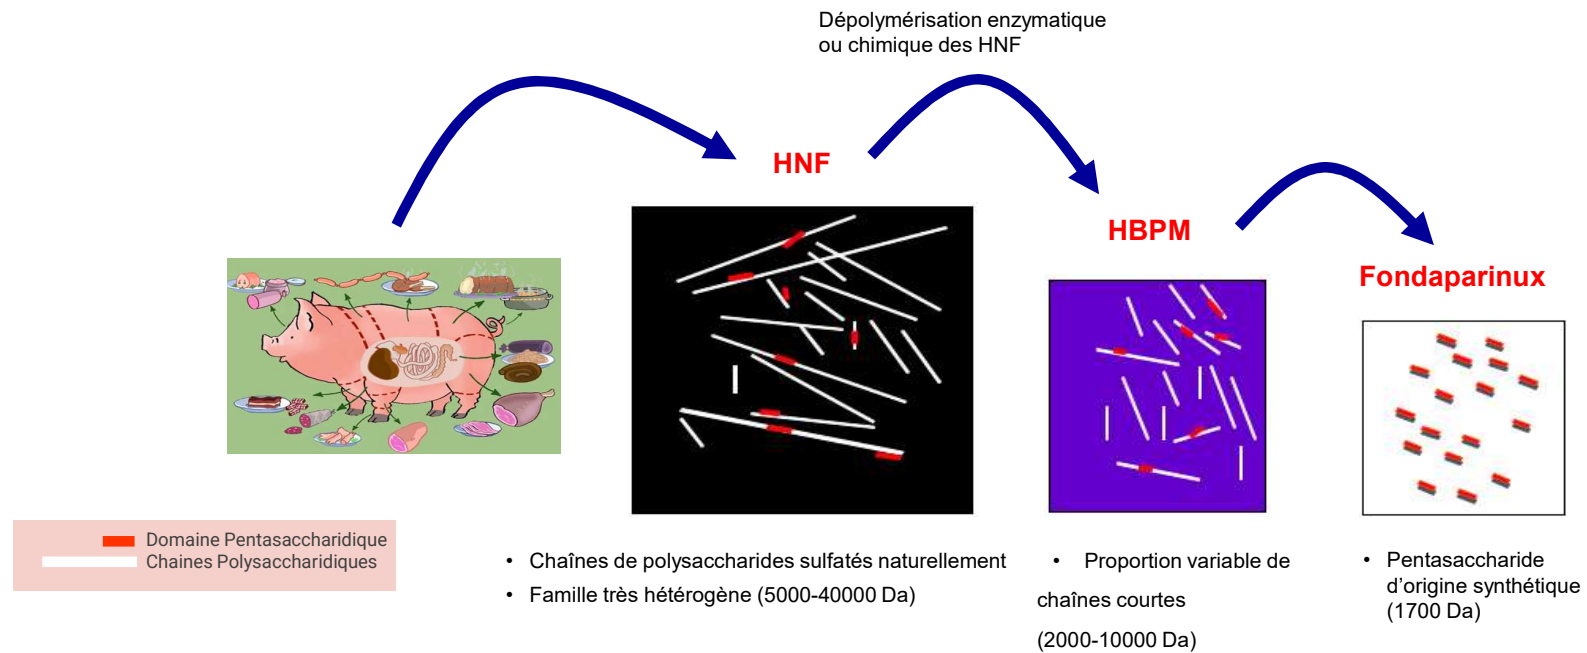 Dépolymérisation enzymatique
ou chimique des HNF
HNF
HBPM
Fondaparinux
Domaine Pentasaccharidique
Chaines Polysaccharidiques
• Chaînes de polysaccharides sulfatés naturellement
• Famille très hétérogène (5000-40000 Da)
• Proportion variable de
chaînes courtes
(2000-10000 Da)
• Pentasaccharide
d’origine synthétique
(1700 Da)